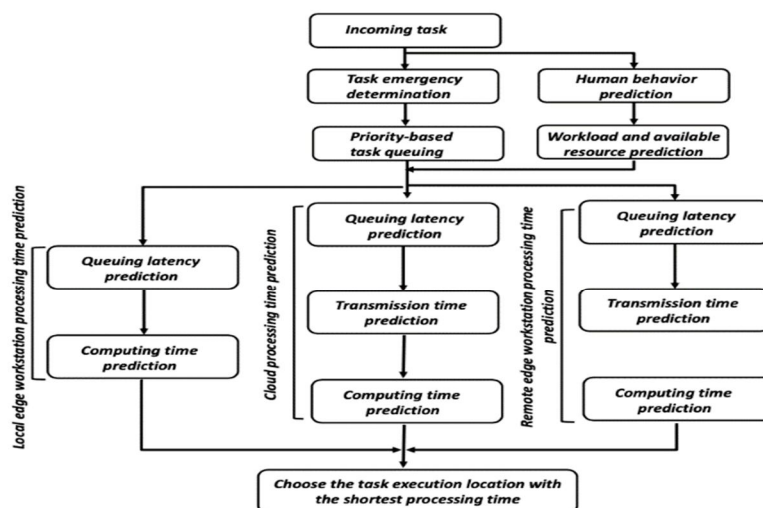 Incoming task
Task emergency
determination
Human behavior
prediction
Priority-based
task queuing
Workload and available
resource prediction
Local edge workstation processing time prediction
Queuing latency
prediction
Computing time
prediction
Cloud processing time prediction
Queuing latency
prediction
Transmission time
prediction
Computing time
prediction
Remote edge workstation processing time
prediction
Queuing latency
prediction
Transmission time
prediction
Computing time
prediction
Choose the task execution location with
the shortest processing time